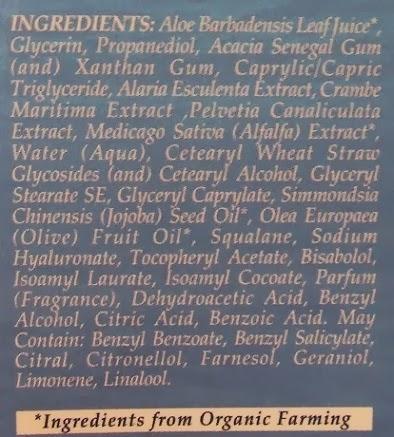 INGREDIENTS: Aloe Barbadensis Leaf Juice*,
Glycerin, Propanediol, Acacia Senegal Gum
(and) Xanthan Gum, Caprylic/Capric
Triglyceride, Alaria Esculenta Extract, Crambe
Maritima Extract ,Pelvetia Canaliculata
Extract, Medicago Sativa (Alfalfa) Extract*,
Water (Aqua), Cetearyl Wheat Straw
Glycosides (and) Cetearyl Alcohol, Glyceryl
Stearate SE, Glyceryl Caprylate, Simmondsia
Chinensis (Jojoba) Seed Oil*, Olea Europaea
(Olive) Fruit Oil*, Squalane, Sodium
Hyaluronate, Tocopheryl Acetate, Bisabolol,
Isoamyl Laurate, Isoamyl Cocoate, Parfum
(Fragrance), Dehydroacetic Acid, Benzyl
Alcohol, Citric Acid, Benzoic Acid. May
Contain: Benzyl Benzoate, Benzyl Salicylate,
Citral, Citronellol, Farnesol, Geraniol,
Limonene, Linalool.
*Ingredients from Organic Farming